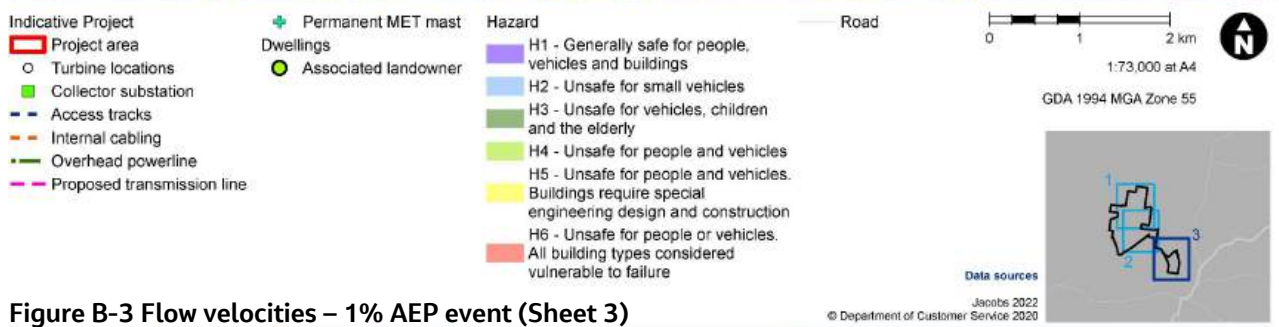 Indicative Project
Project area
Turbine locations
Collector substation
Access tracks
Internal cabling
Overhead powerline
Proposed transmission line
Permanent MET mast
Dwellings
Associated landowner
Hazard
H1 - Generally safe for people,
vehicles and buildings
H2 - Unsafe for small vehicles
H3 - Unsafe for vehicles, children
and the elderly
H4 - Unsafe for people and vehicles
H5 - Unsafe for people and vehicles.
Buildings require special
engineering design and construction
H6 - Unsafe for people or vehicles.
All building types considered
vulnerable to failure
Road
0 1 2 km
N
1:73,000 at A4
GDA 1994 MGA Zone 55
1
2
3
Data sources
Jacobs 2022
© Department of Customer Service 2020
Figure B-3 Flow velocities – 1% AEP event (Sheet 3)